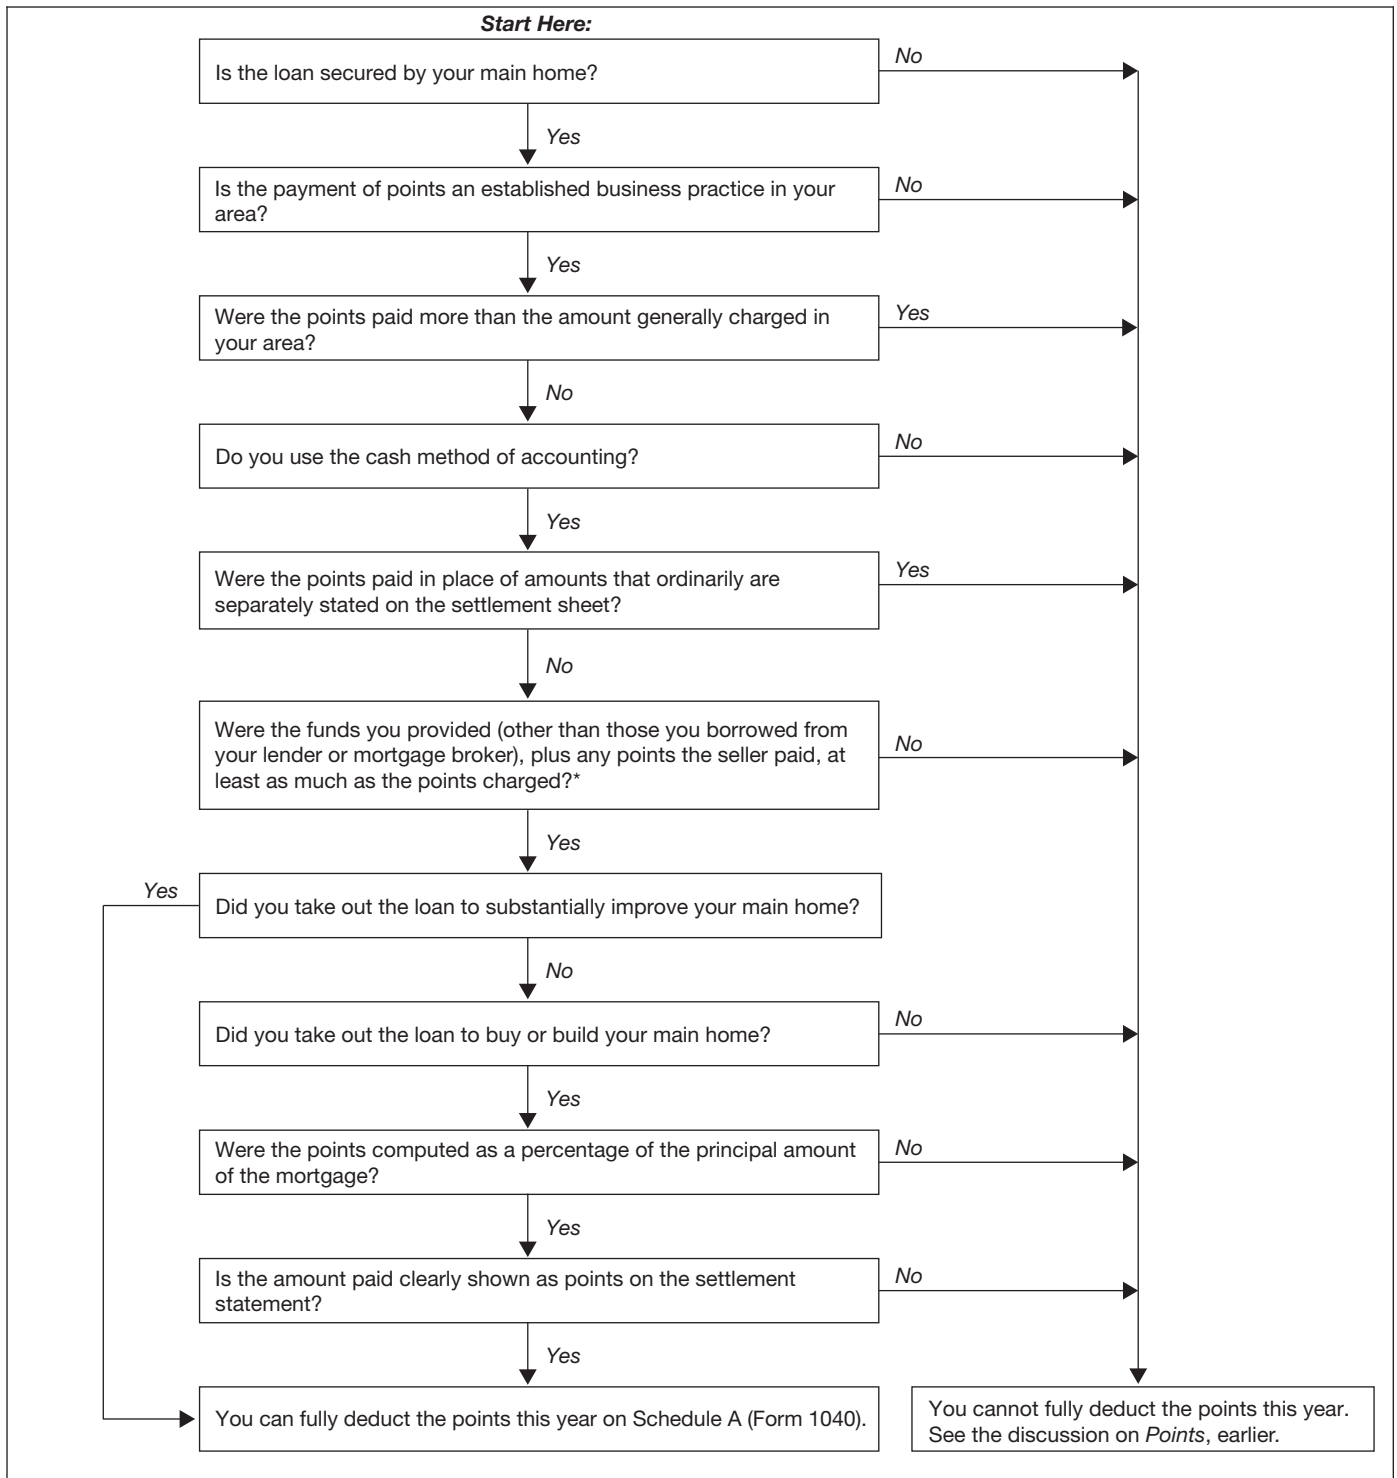 Start Here:
Is the loan secured by your main home?
No
Yes
Is the payment of points an established business practice in your
area?
No
Yes
Were the points paid more than the amount generally charged in
your area?
Yes
No
Do you use the cash method of accounting?
No
Yes
Were the points paid in place of amounts that ordinarily are
separately stated on the settlement sheet?
Yes
No
Were the funds you provided (other than those you borrowed from
your lender or mortgage broker), plus any points the seller paid, at
least as much as the points charged?*
No
Yes
Yes
Did you take out the loan to substantially improve your main home?
No
Did you take out the loan to buy or build your main home?
No
Yes
Were the points computed as a percentage of the principal amount
of the mortgage?
No
Yes
Is the amount paid clearly shown as points on the settlement
statement?
No
Yes
You can fully deduct the points this year on Schedule A (Form 1040).
You cannot fully deduct the points this year.
See the discussion on Points, earlier.